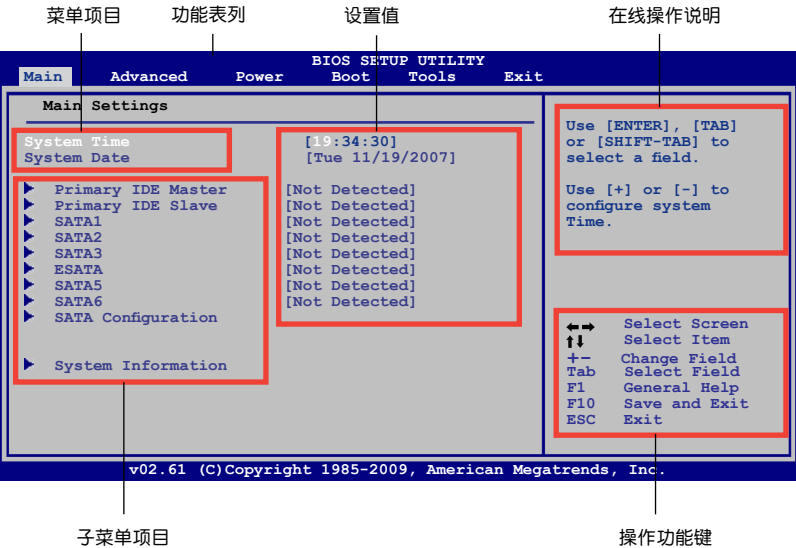 菜单项目 功能表列 设置值 在线操作说明
BIOS SETUP UTILITY
Main Advanced Power Boot Tools Exit
Main Settings
System Time [19:34:30]
System Date [Tue 11/19/2007]
Primary IDE Master [Not Detected]
Primary IDE Slave [Not Detected]
SATA1 [Not Detected]
SATA2 [Not Detected]
SATA3 [Not Detected]
ESATA [Not Detected]
SATA5 [Not Detected]
SATA6 [Not Detected]
SATA Configuration
System Information
Use [ENTER], [TAB]
or [SHIFT-TAB] to
select a field.
Use [+] or [-] to
configure system
Time.
Select Screen
Select Item
+- Change Field
Tab Select Field
F1 General Help
F10 Save and Exit
ESC Exit
v02.61 (C)Copyright 1985-2009, American Megatrends, Inc.
子菜单项目 操作功能键